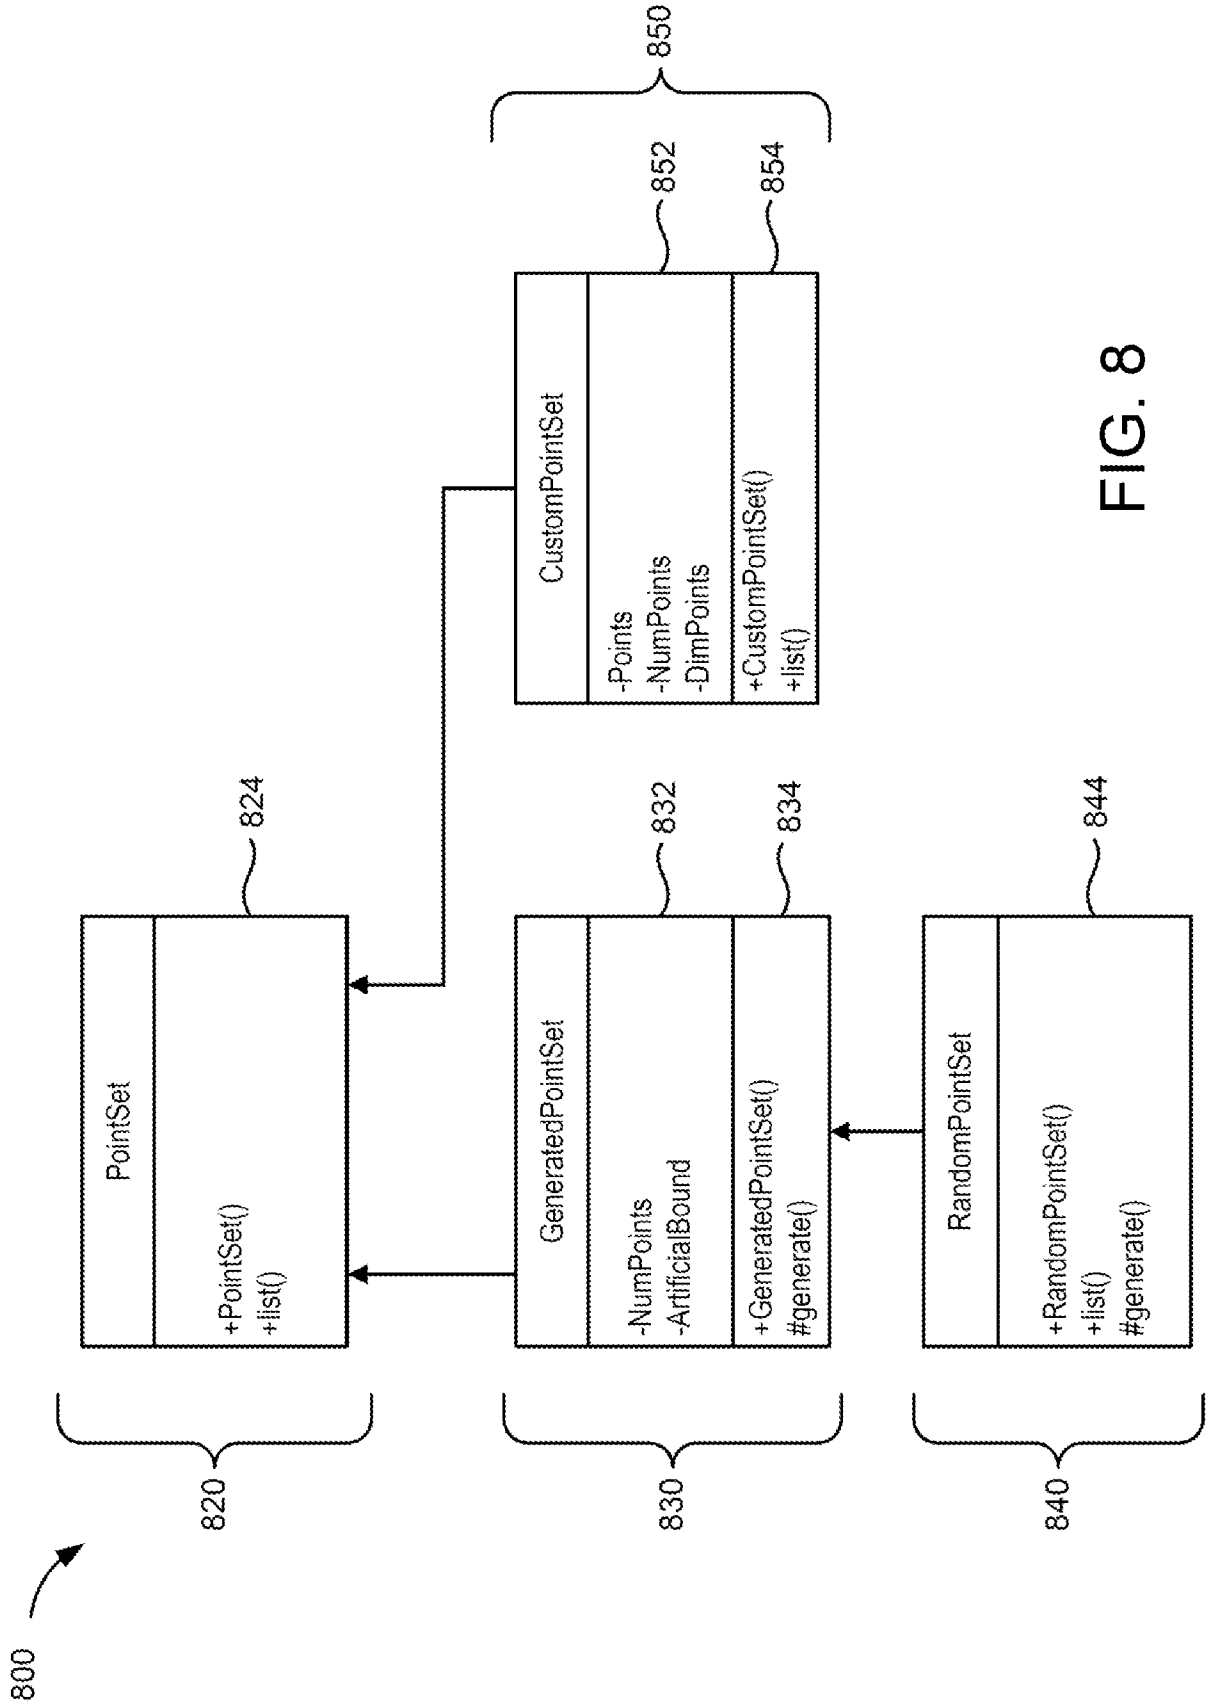 800
820
PointSet
+PointSet()
+list()
824
830
GeneratedPointSet
-NumPoints
-ArtificialBound
832
+GeneratedPointSet()
#generate()
834
840
RandomPointSet
+RandomPointSet()
+list()
#generate()
844
850
CustomPointSet
-Points
-NumPoints
-DimPoints
852
+CustomPointSet()
+list()
854
FIG. 8